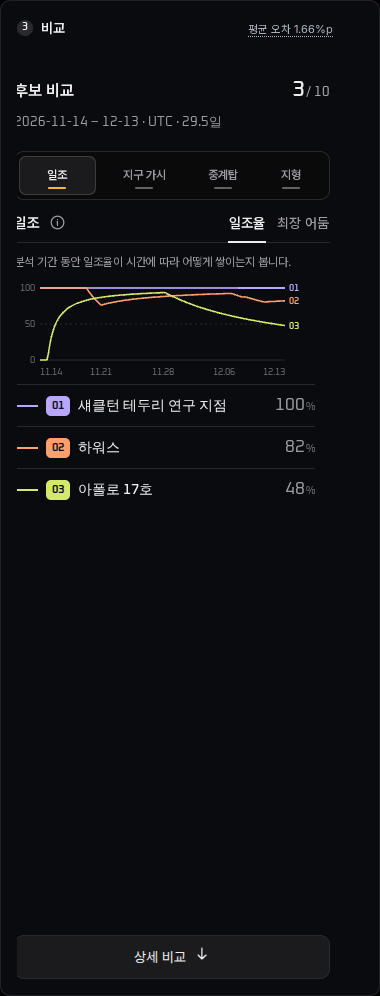 3 비교 평균 오차 1.66%p
후보 비교 3 / 10
2026-11-14 – 12-13 · UTC · 29.5일
일조 지구 가시 중계탑 지형
일조 일조율 최장 어둠
분석 기간 동안 일조율이 시간에 따라 어떻게 쌓이는지 봅니다.
100 01
02
50 03
0
11.14 11.21 11.28 12.06 12.13
01 섀클턴 테두리 연구 지점 100%
02 하워스 82%
03 아폴로 17호 48%
상세 비교 ↓